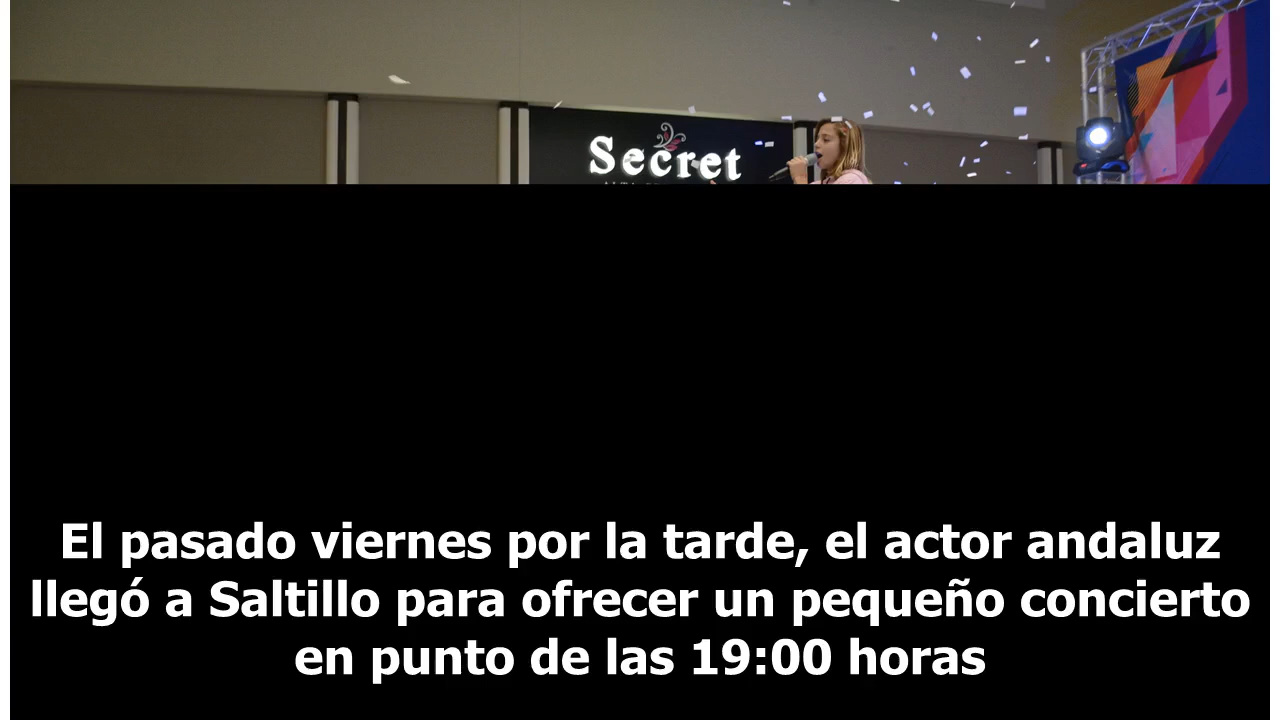 Secret
El pasado viernes por la tarde, el actor andaluz
llegó a Saltillo para ofrecer un pequeño concierto
en punto de las 19:00 horas